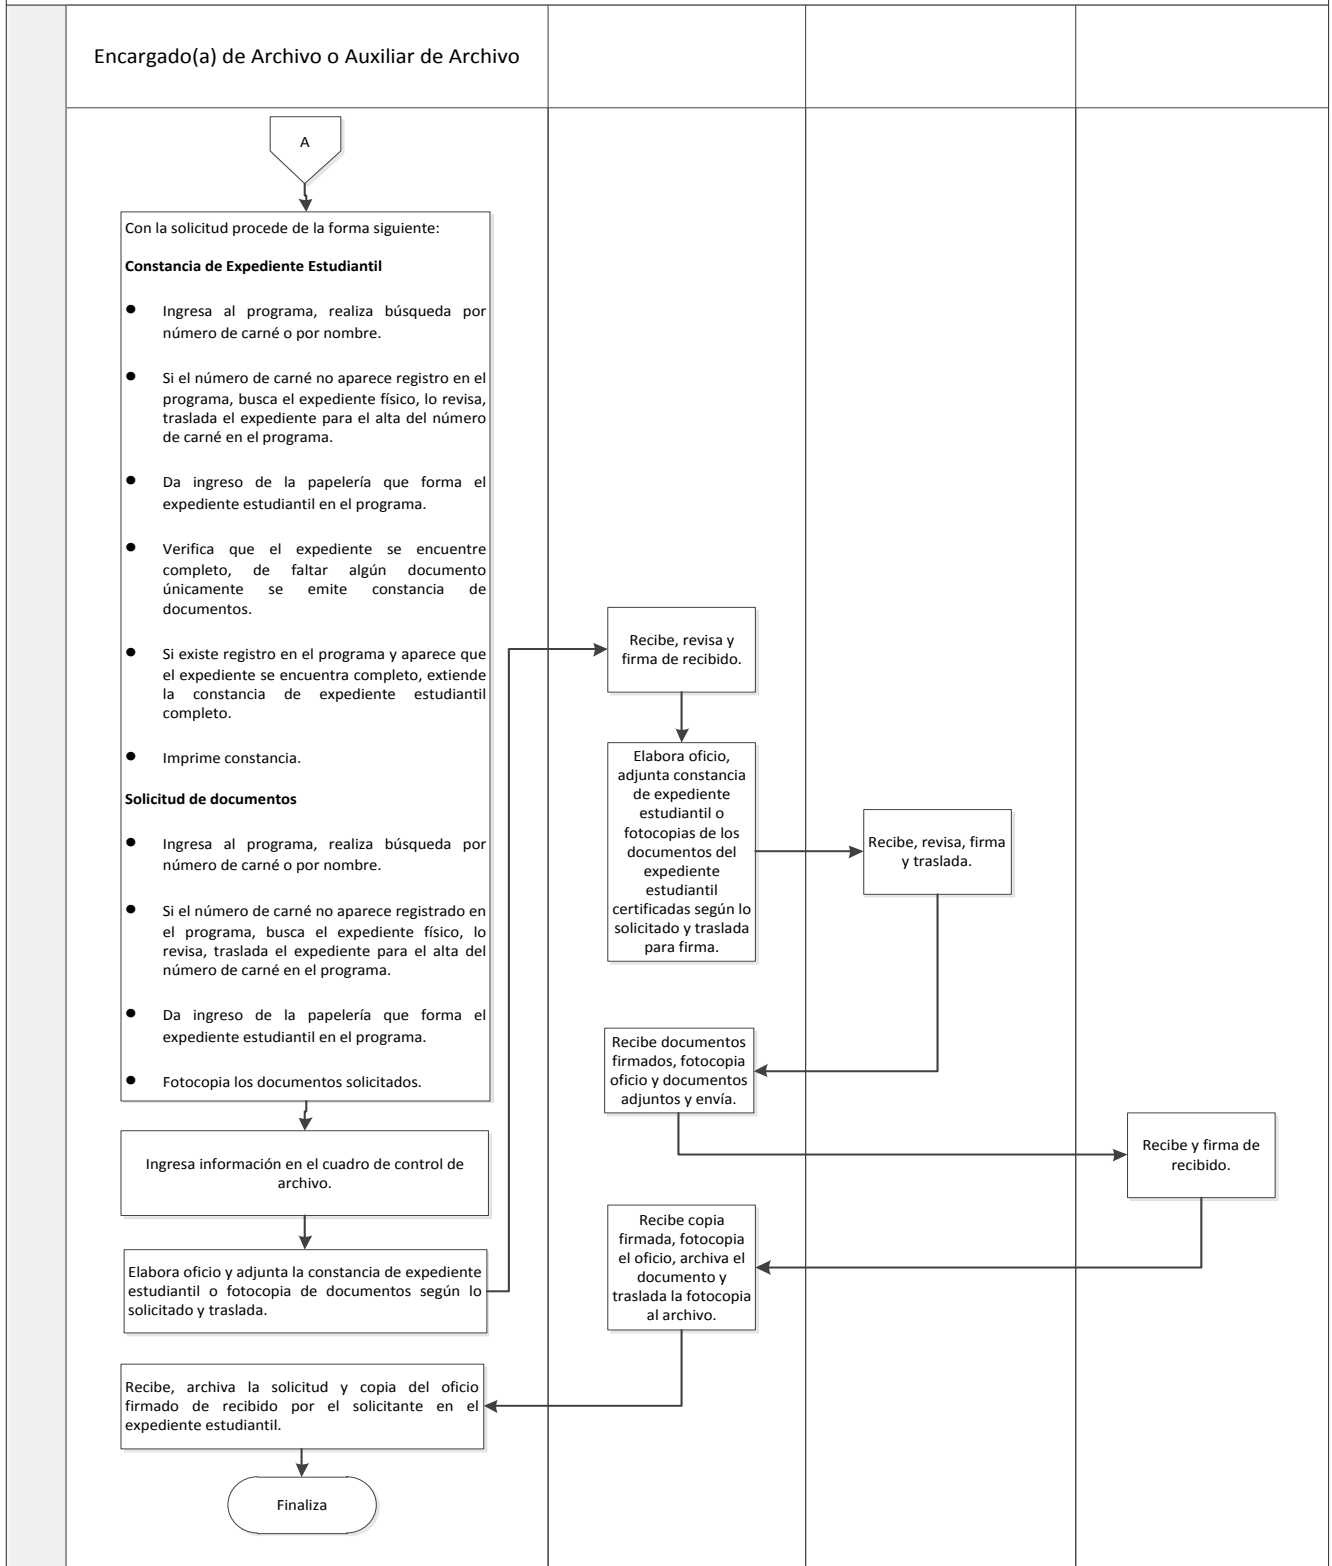 Encargado(a) de Archivo o Auxiliar de Archivo
A
Con la solicitud procede de la forma siguiente:
Constancia de Expediente Estudiantil
● Ingresa al programa, realiza búsqueda por
número de carné o por nombre.
● Si el número de carné no aparece registro en el
programa, busca el expediente físico, lo revisa,
traslada el expediente para el alta del número
de carné en el programa.
● Da ingreso de la papelería que forma el
expediente estudiantil en el programa.
● Verifica que el expediente se encuentre
completo, de faltar algún documento
únicamente se emite constancia de
documentos.
● Si existe registro en el programa y aparece que
el expediente se encuentra completo, extiende
la constancia de expediente estudiantil
completo.
● Imprime constancia.
Solicitud de documentos
● Ingresa al programa, realiza búsqueda por
número de carné o por nombre.
● Si el número de carné no aparece registrado en
el programa, busca el expediente físico, lo
revisa, traslada el expediente para el alta del
número de carné en el programa.
● Da ingreso de la papelería que forma el
expediente estudiantil en el programa.
● Fotocopia los documentos solicitados.
Ingresa información en el cuadro de control de
archivo.
Elabora oficio y adjunta la constancia de expediente
estudiantil o fotocopia de documentos según lo
solicitado y traslada.
Recibe, revisa y
firma de recibido.
Elabora oficio,
adjunta constancia
de expediente
estudiantil o
fotocopias de los
documentos del
expediente
estudiantil
certificadas según lo
solicitado y traslada
para firma.
Recibe, revisa, firma
y traslada.
Recibe documentos
firmados, fotocopia
oficio y documentos
adjuntos y envía.
Recibe y firma de
recibido.
Recibe copia
firmada, fotocopia
el oficio, archiva el
documento y
traslada la fotocopia
al archivo.
Recibe, archiva la solicitud y copia del oficio
firmado de recibido por el solicitante en el
expediente estudiantil.
Finaliza